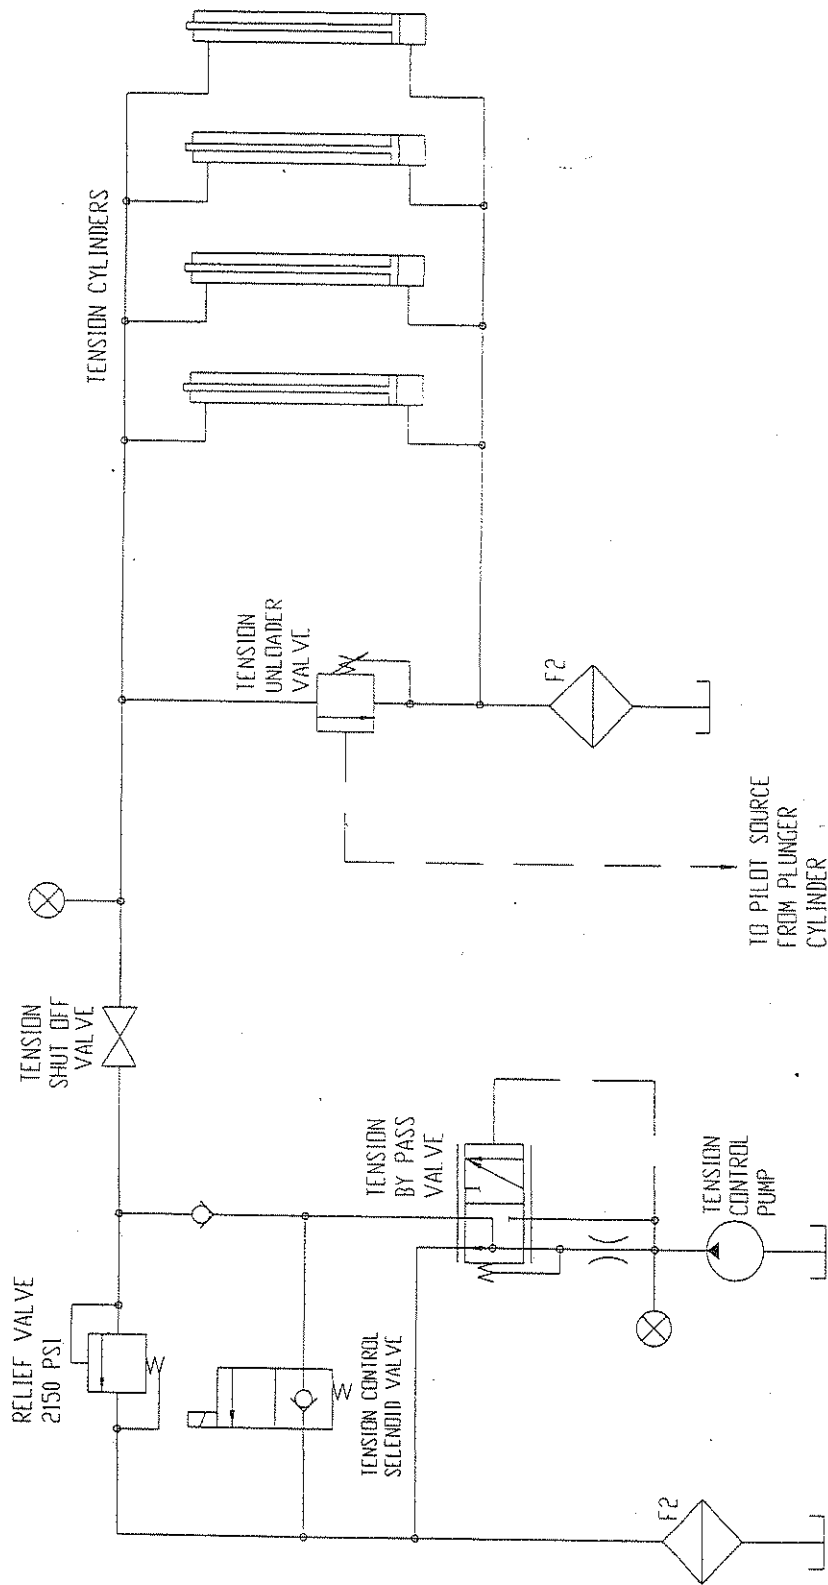 RELIEF VALVE
2150 PSI
TENSION
SHUT OFF
VALVE
TENSION CYLINDERS
TENSION CONTROL
SELENOID VALVE
TENSION
BY PASS
VALVE
TENSION
UNLOADER
VALVE
F2
TENSION
CONTROL
PUMP
F2
TO PILOT SOURCE
FROM PLUNGER
CYLINDER